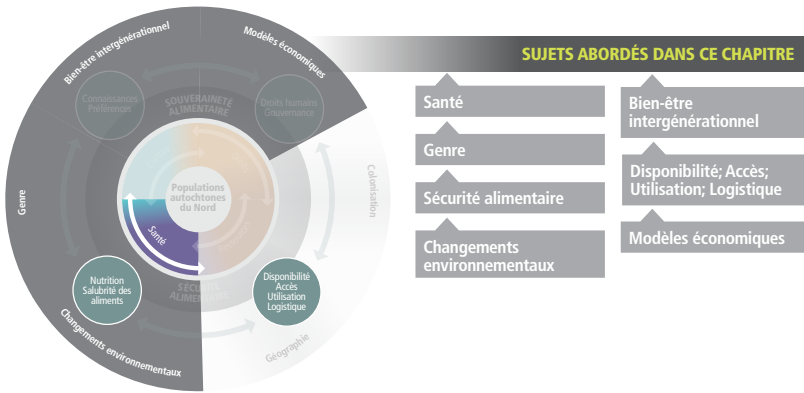 Bien-être intergénérationnel
Modèles économiques
Connaissances
Préférences
SOUVERAINETÉ
ALIMENTAIRE
Droits humains
Gouvernance
Genre
Colonisation
Populations
autochtones
du Nord
Santé
Nutrition
Salubrité des
aliments
SÉCURITÉ
ALIMENTAIRE
Disponibilité
Accès
Utilisation
Logistique
Géographie
Changements environnementaux
SUJETS ABORDÉS DANS CE CHAPITRE
Santé
Genre
Sécurité alimentaire
Changements
environnementaux
Bien-être
intergénérationnel
Disponibilité; Accès;
Utilisation; Logistique
Modèles économiques